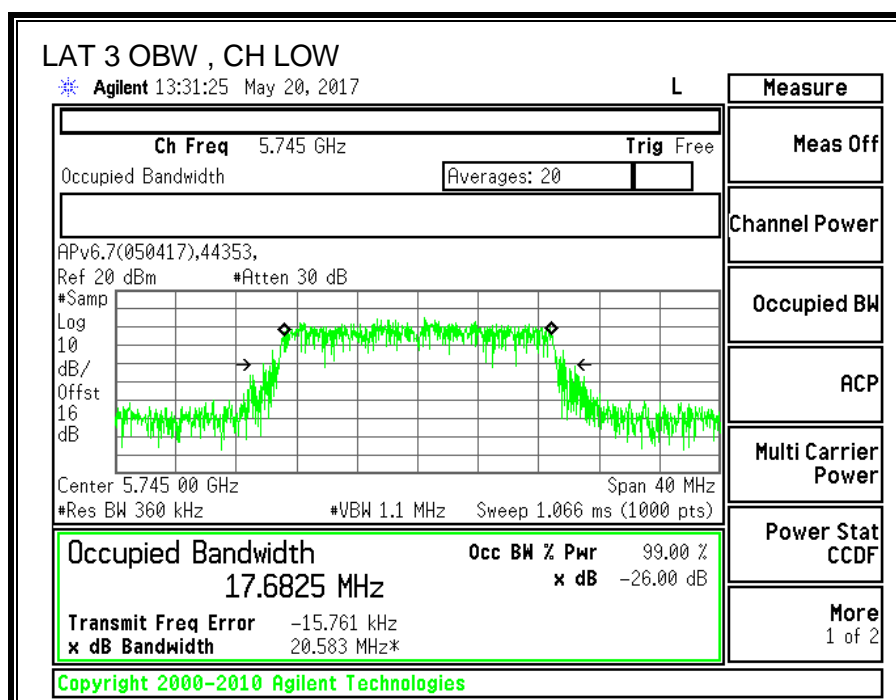 LAT 3 OBW , CH LOW
Agilent 13:31:25 May 20, 2017 L
Measure
Ch Freq 5.745 GHz Trig Free
Occupied Bandwidth Averages: 20
APv6.7(050417),44353,
Ref 20 dBm #Atten 30 dB
#Samp
Log
10
dB/
Offst
16
dB
Center 5.745 00 GHz Span 40 MHz
#Res BW 360 kHz #VBW 1.1 MHz Sweep 1.066 ms (1000 pts)
Occupied Bandwidth Occ BW % Pwr 99.00 %
17.6825 MHz x dB -26.00 dB
Transmit Freq Error -15.761 kHz
x dB Bandwidth 20.583 MHz*
Meas Off
Channel Power
Occupied BW
ACP
Multi Carrier
Power
Power Stat
CCDF
More
1 of 2
Copyright 2000-2010 Agilent Technologies